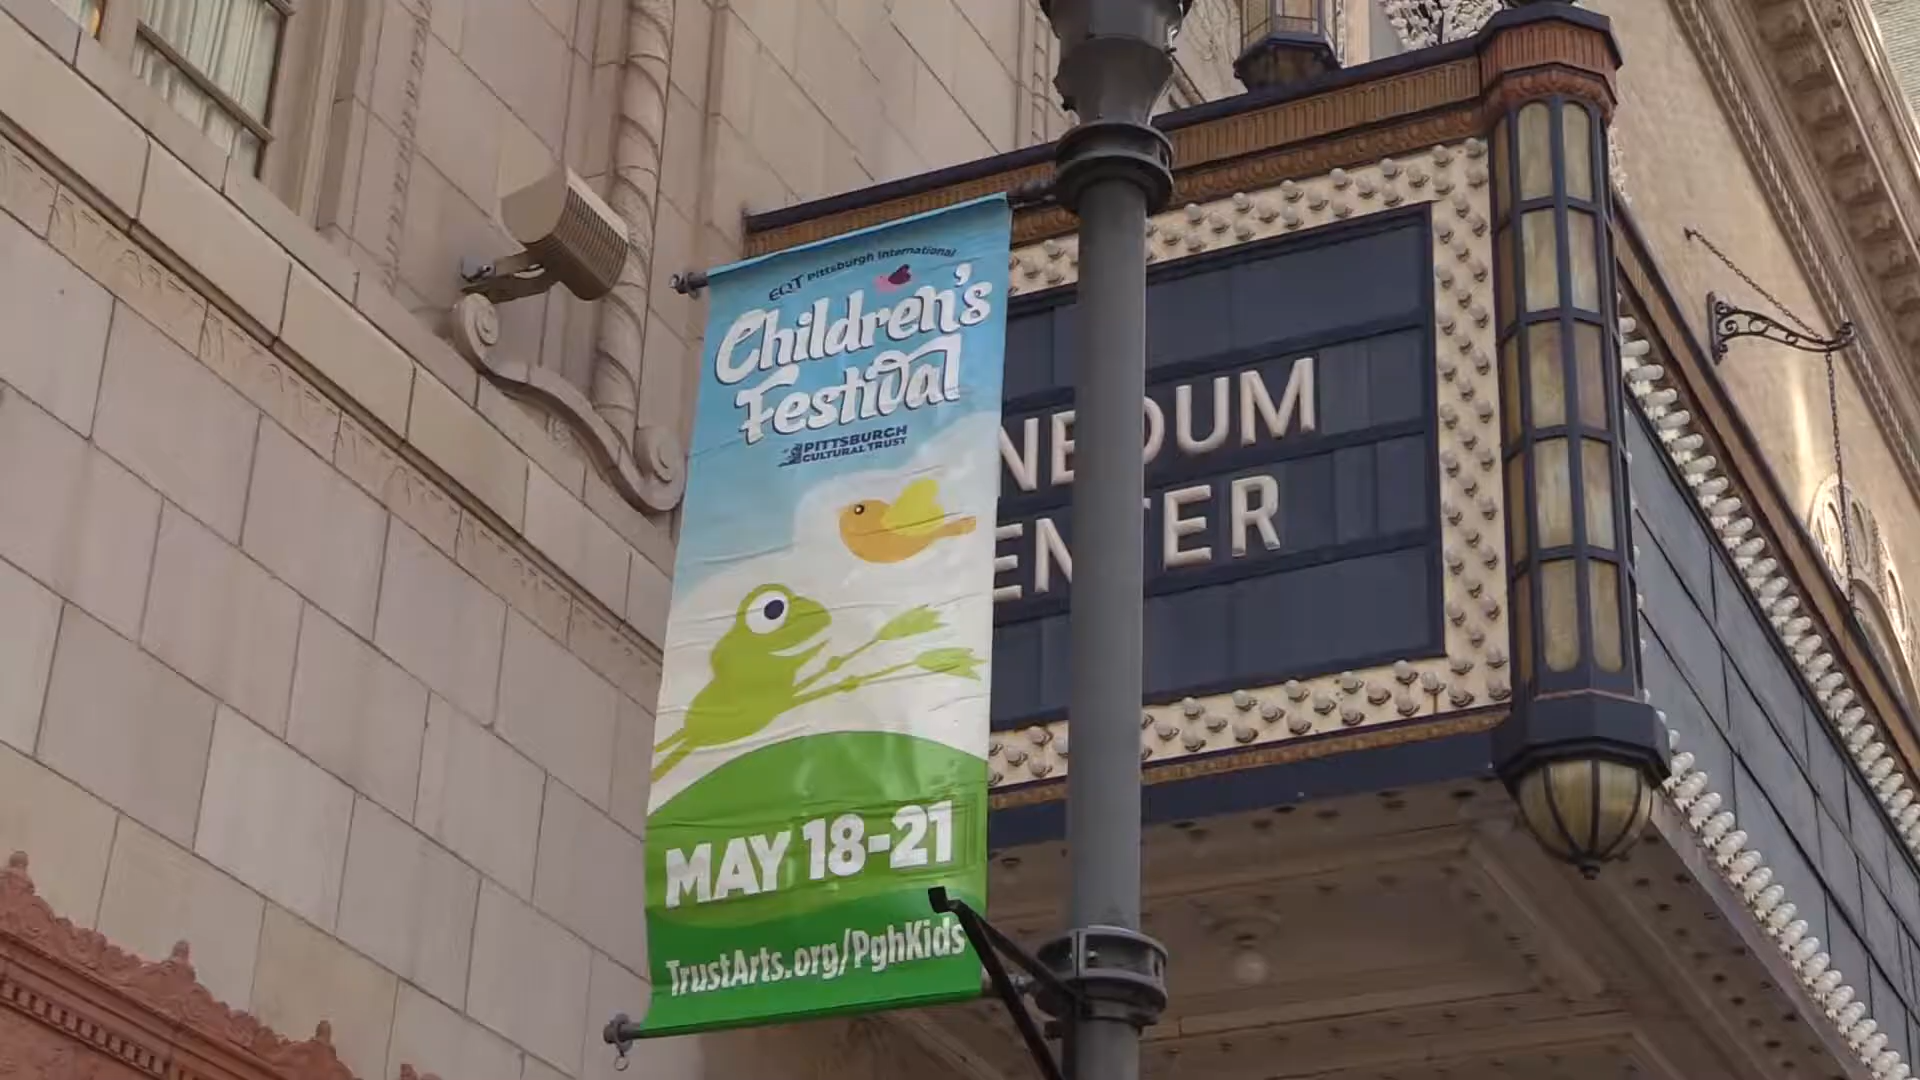 EQT Pittsburgh International
Children's
Festival
PITTSBURGH
CULTURAL TRUST
MAY 18-21
TrustArts.org/PghKids
NEDUM
ENTER